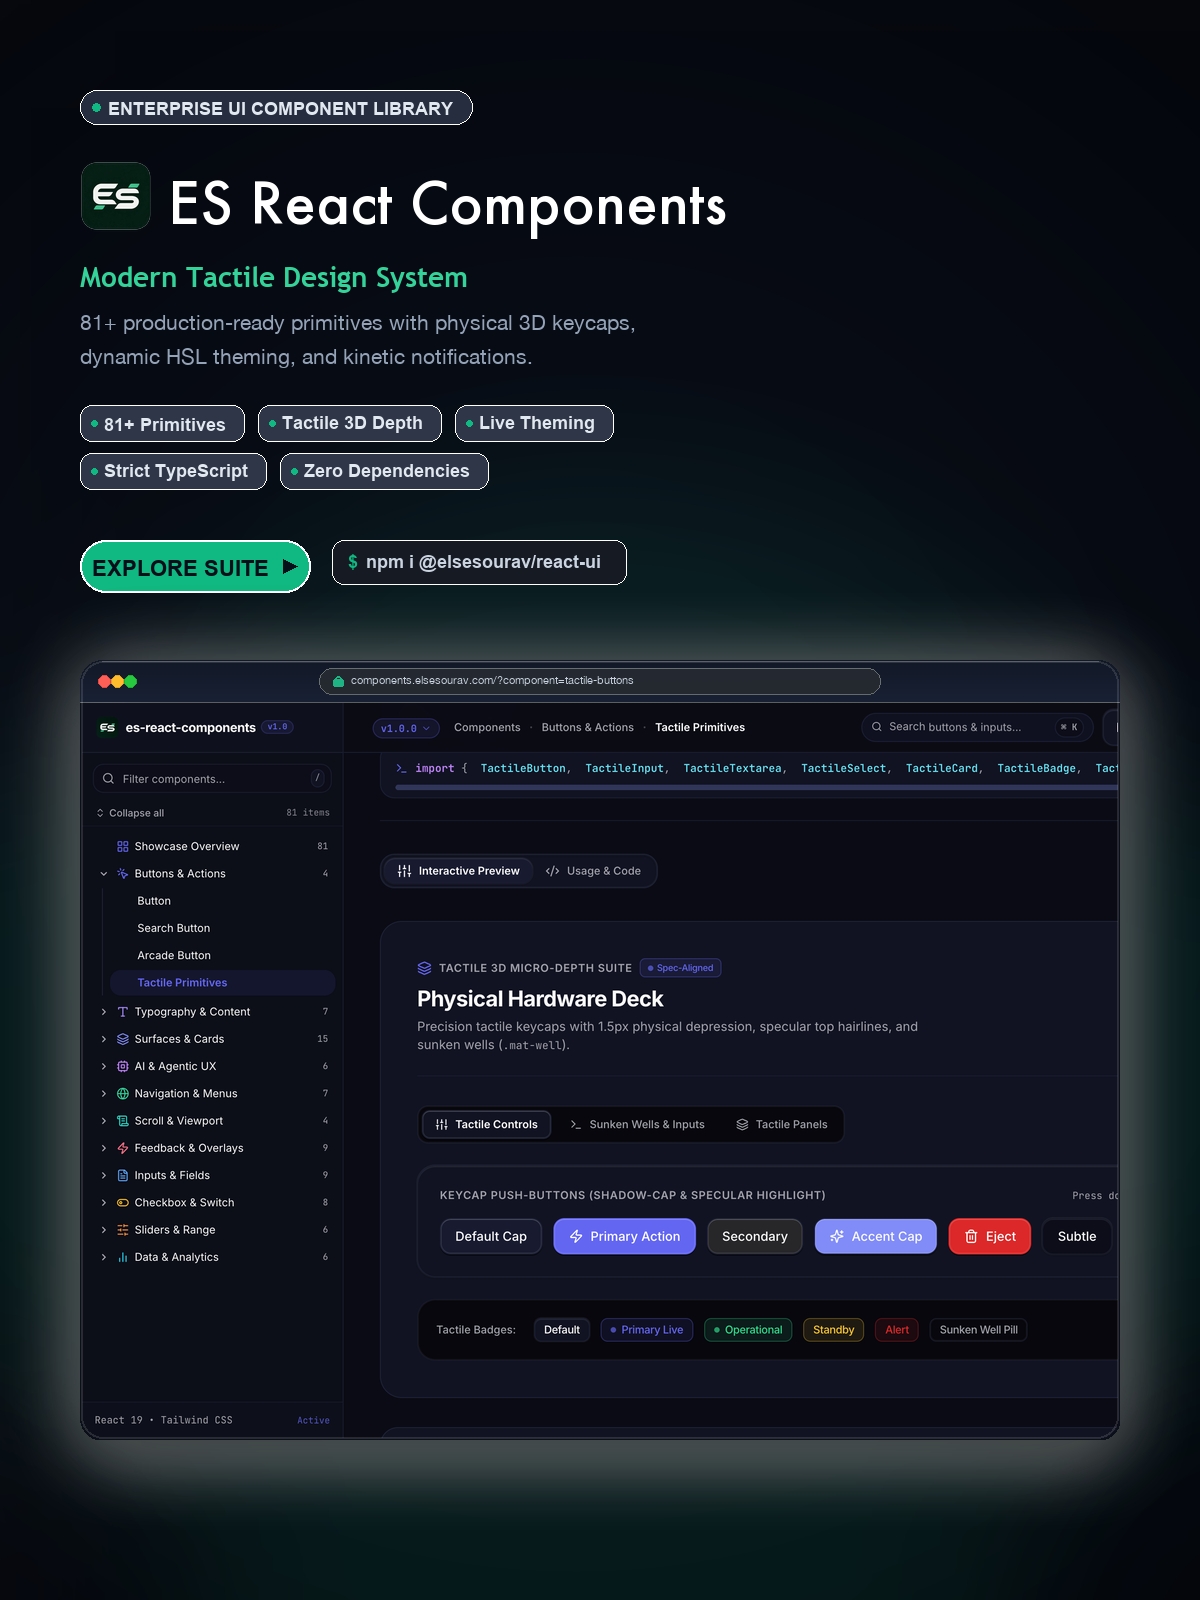 ENTERPRISE UI COMPONENT LIBRARY
ES
ES React Components
Modern Tactile Design System
81+ production-ready primitives with physical 3D keycaps,
dynamic HSL theming, and kinetic notifications.
81+ Primitives
Tactile 3D Depth
Live Theming
Strict TypeScript
Zero Dependencies
EXPLORE SUITE
$ npm i @elsesourav/react-ui
components.elsesourav.com/?component=tactile-buttons
ES es-react-components v1.0
v1.0.0
Components · Buttons & Actions · Tactile Primitives
Search buttons & inputs...
⌘ K
Filter components... /
Collapse all 81 items
Showcase Overview 81
Buttons & Actions 4
Button
Search Button
Arcade Button
Tactile Primitives
Typography & Content 7
Surfaces & Cards 15
AI & Agentic UX 6
Navigation & Menus 7
Scroll & Viewport 4
Feedback & Overlays 9
Inputs & Fields 9
Checkbox & Switch 8
Sliders & Range 6
Data & Analytics 6
React 19 • Tailwind CSS Active
>_ import { TactileButton, TactileInput, TactileTextarea, TactileSelect, TactileCard, TactileBadge, Tact
Interactive Preview
Usage & Code
TACTILE 3D MICRO-DEPTH SUITE
Spec-Aligned
Physical Hardware Deck
Precision tactile keycaps with 1.5px physical depression, specular top hairlines, and
sunken wells (.mat-well).
Tactile Controls
Sunken Wells & Inputs
Tactile Panels
KEYCAP PUSH-BUTTONS (SHADOW-CAP & SPECULAR HIGHLIGHT)
Press do
Default Cap
Primary Action
Secondary
Accent Cap
Eject
Subtle
Tactile Badges:
Default
Primary Live
Operational
Standby
Alert
Sunken Well Pill